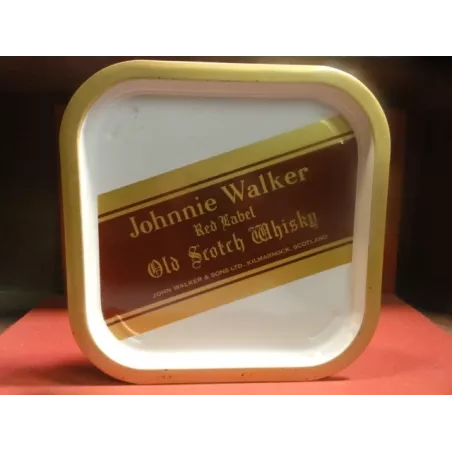 Johnnie Walker
Red Label
Old Scotch Whisky
JOHN WALKER & SONS LTD., KILMARNOCK, SCOTLAND